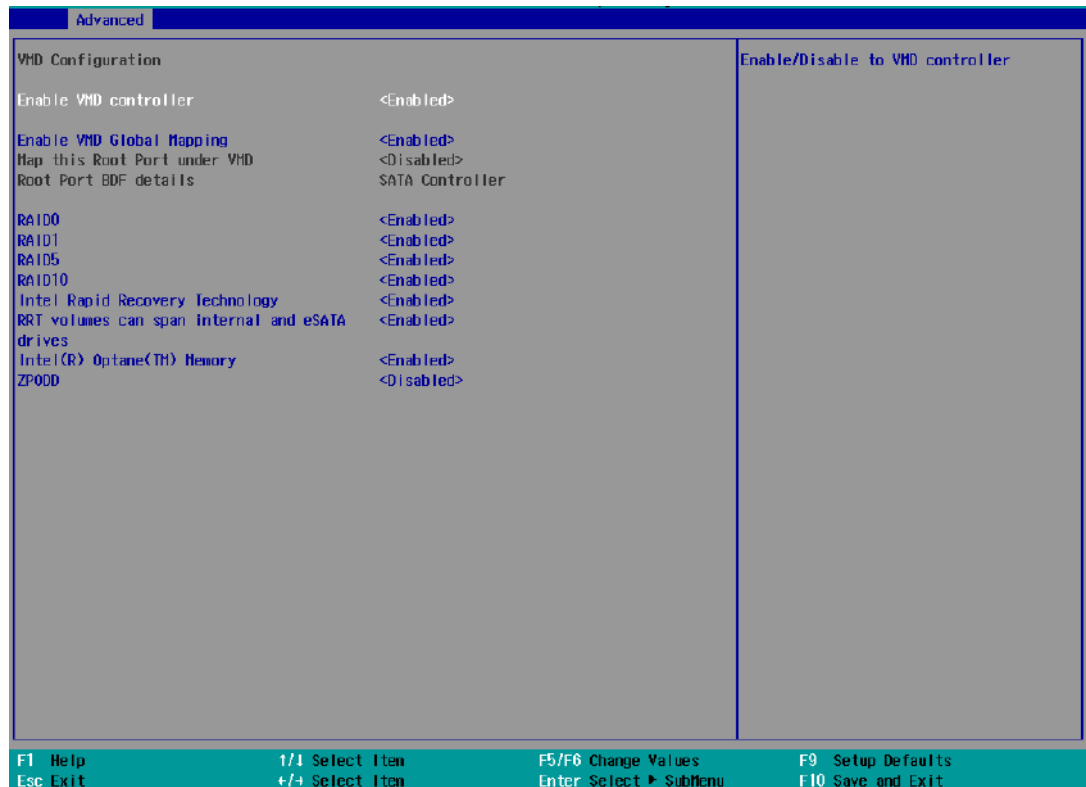 Advanced
VMD Configuration
Enable/Disable to VMD controller
Enable VMD controller <Enabled>
Enable VMD Global Mapping <Enabled>
Map this Root Port under VMD <Disabled>
Root Port BDF details SATA Controller
RAID0 <Enabled>
RAID1 <Enabled>
RAID5 <Enabled>
RAID10 <Enabled>
Intel Rapid Recovery Technology <Enabled>
RRT volumes can span internal and eSATA <Enabled>
drives
Intel(R) Optane(TM) Memory <Enabled>
ZPODD <Disabled>
F1 Help ↑/↓ Select Item F5/F6 Change Values F9 Setup Defaults
Esc Exit ←/→ Select Item Enter Select ▶ SubMenu F10 Save and Exit